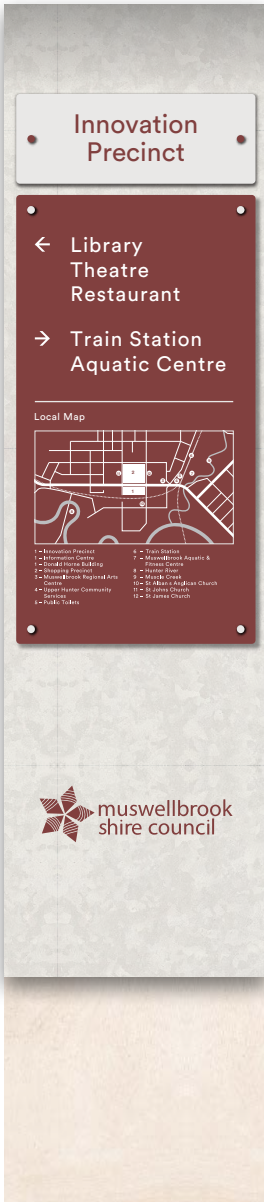 Innovation
Precinct
← Library
Theatre
Restaurant
→ Train Station
Aquatic Centre
Local Map
1 – Innovation Precinct
1 – Information Centre
1 – Donald Horne Building
2 – Shopping Precinct
3 – Muswellbrook Regional Arts
Centre
4 – Upper Hunter Community
Services
5 – Public Toilets
6 – Train Station
7 – Muswellbrook Aquatic &
Fitness Centre
8 – Hunter River
9 – Muscle Creek
10 – St Alban s Anglican Church
11 – St Johns Church
12 – St James Church
muswellbrook
shire council